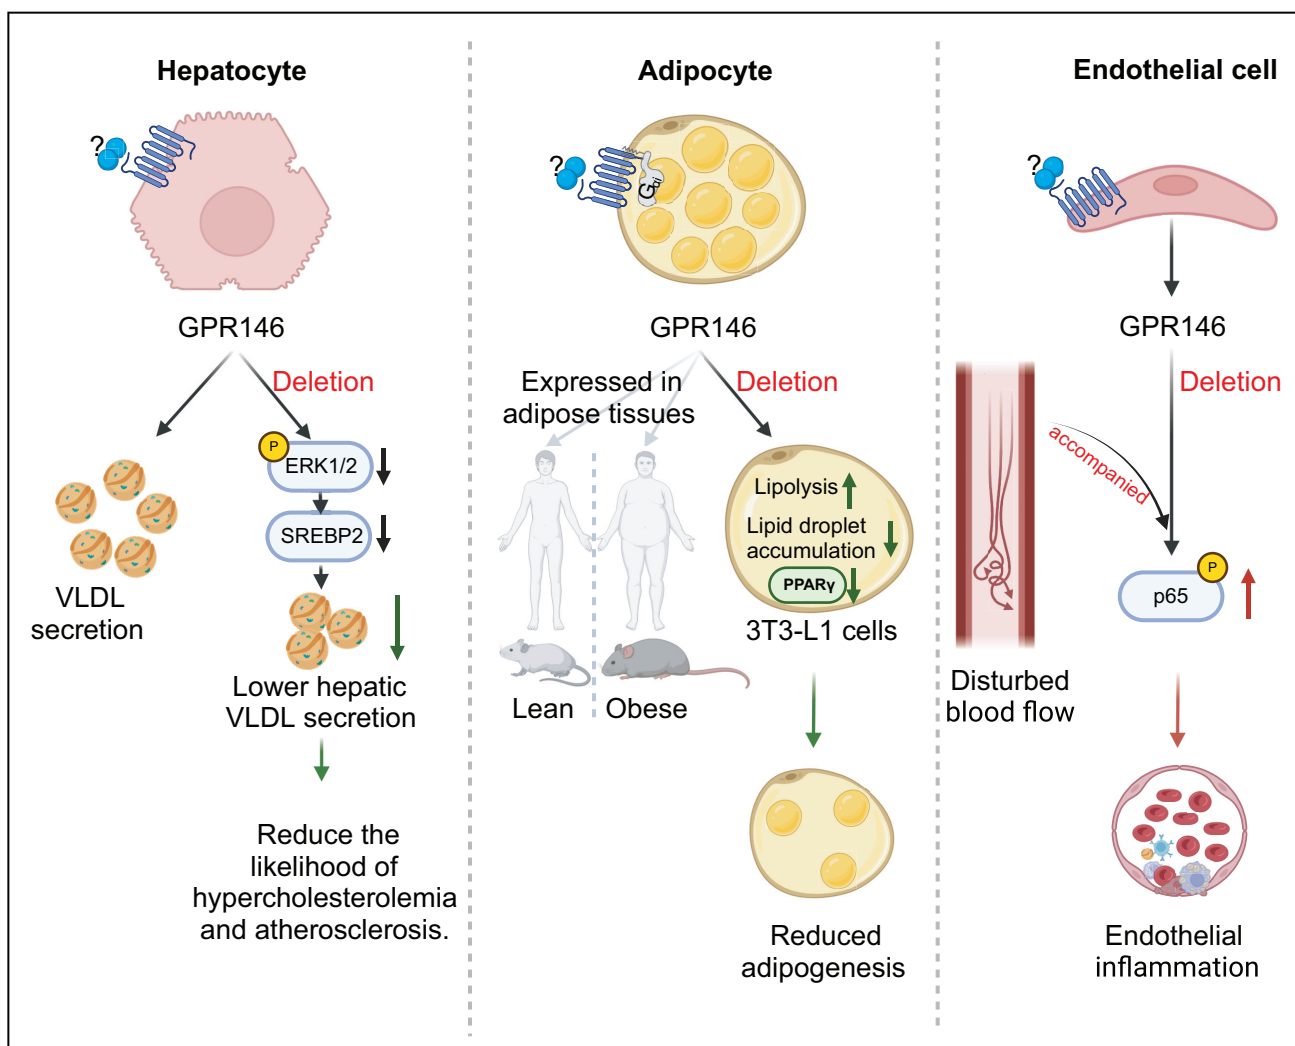 Hepatocyte
?
GPR146
Deletion
P
ERK1/2
SREBP2
VLDL
secretion
Lower hepatic
VLDL secretion
Reduce the
likelihood of
hypercholesterolemia
and atherosclerosis.
Adipocyte
?
Gαi
GPR146
Expressed in
adipose tissues
Deletion
Lipolysis
Lipid droplet
accumulation
PPARγ
3T3-L1 cells
Lean
Obese
Reduced
adipogenesis
Endothelial cell
?
GPR146
Deletion
accompanied
P
p65
Disturbed
blood flow
Endothelial
inflammation